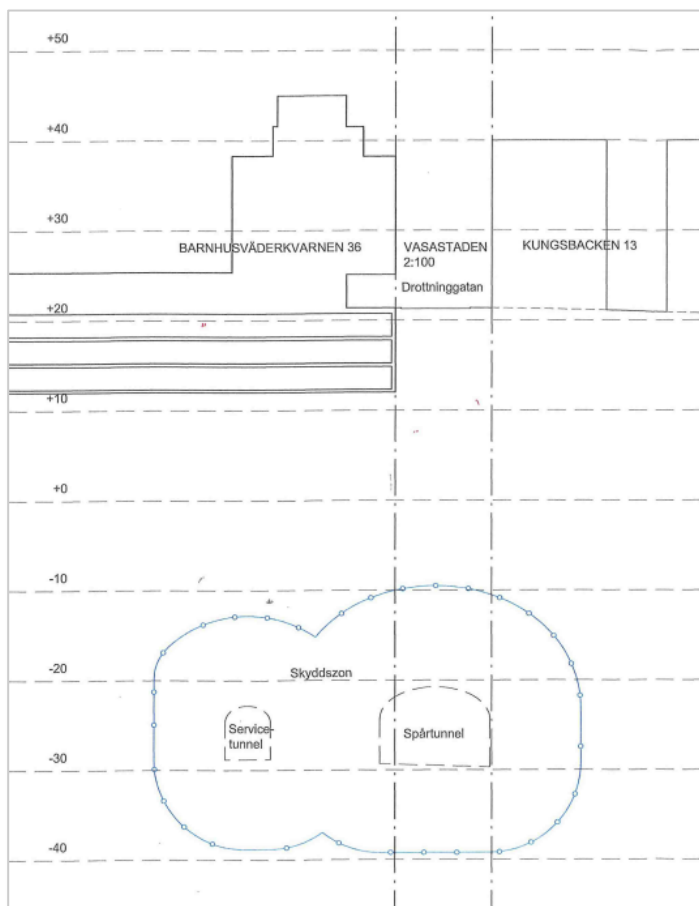 +50
+40
+30
BARNHUSVÄDERKVARNEN 36
VASASTADEN
2:100
KUNGSBACKEN 13
Drottninggatan
+20
+10
+0
-10
-20
Skyddszon
Service-
tunnel
Spårtunnel
-30
-40